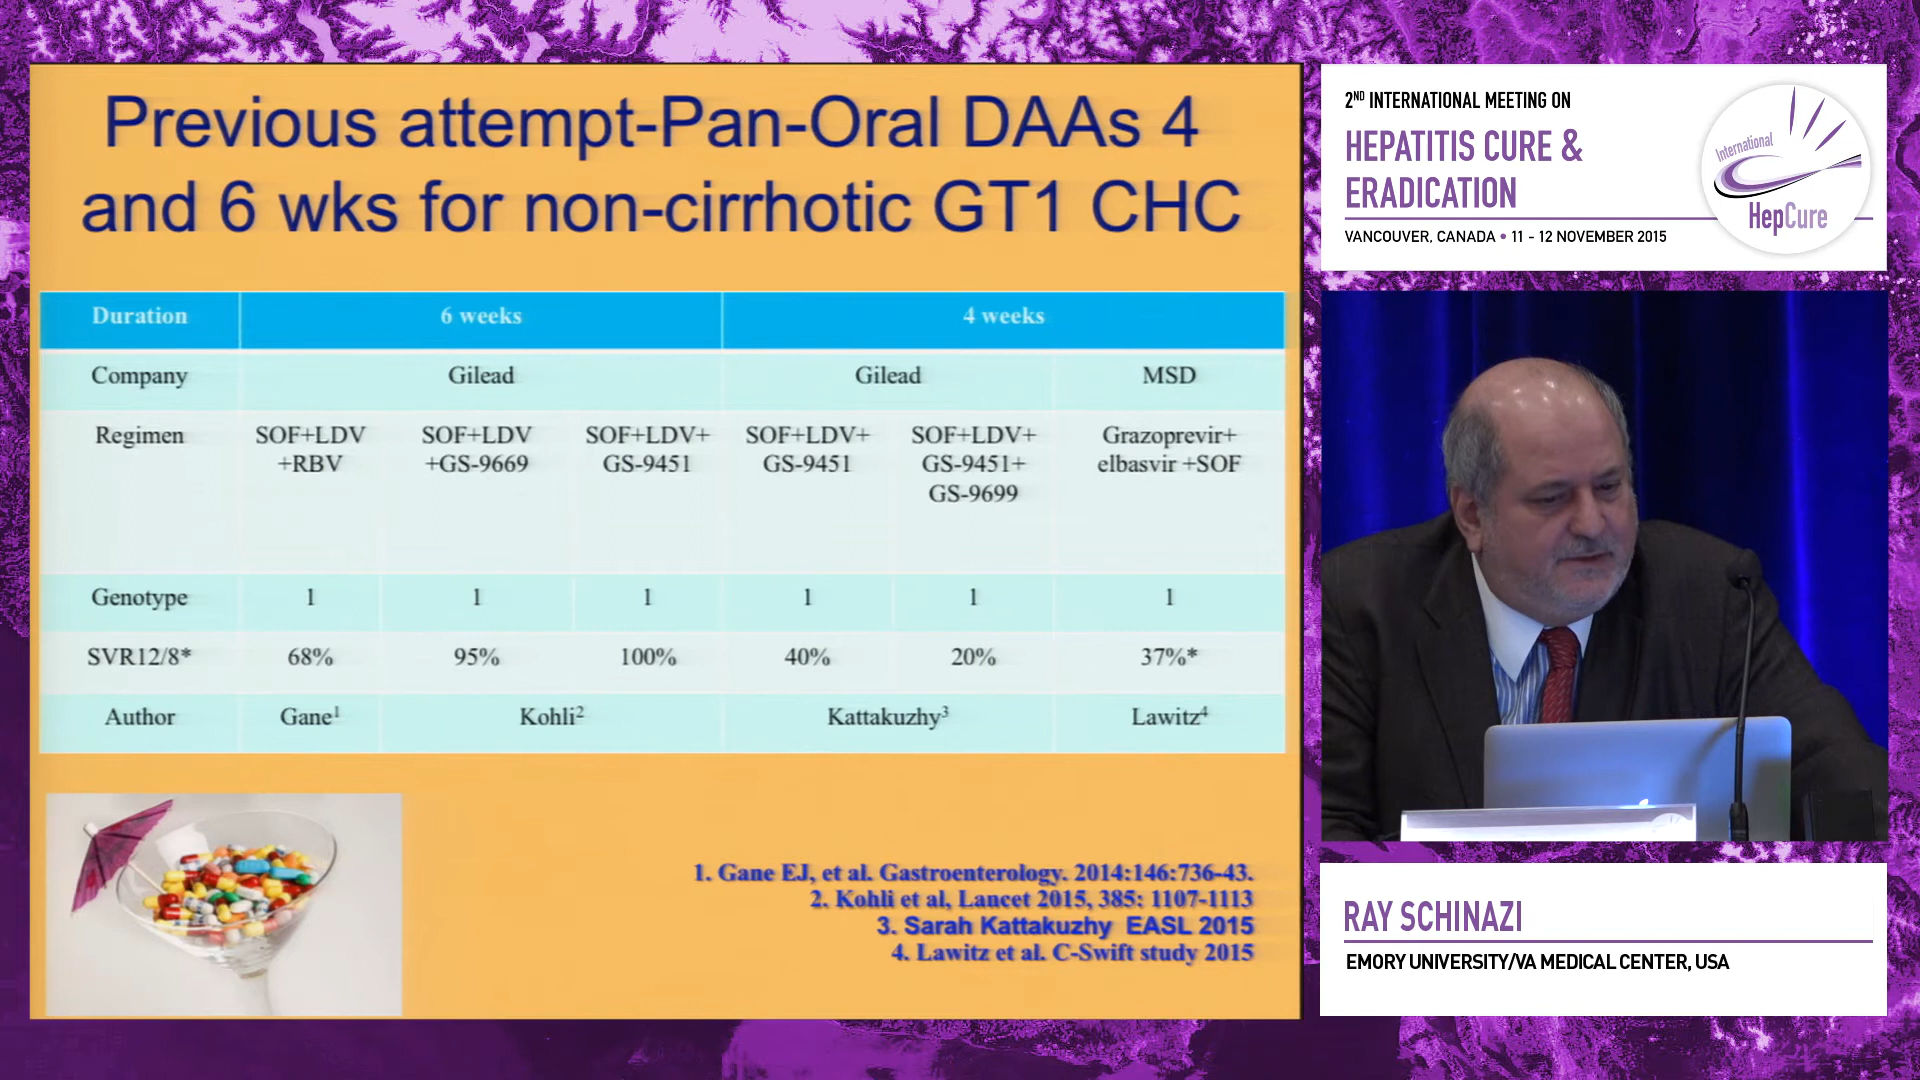 Previous attempt-Pan-Oral DAAs 4
and 6 wks for non-cirrhotic GT1 CHC
Duration 6 weeks 4 weeks
Company Gilead Gilead MSD
Regimen SOF+LDV SOF+LDV SOF+LDV+ SOF+LDV+ SOF+LDV+ Grazoprevir+
+RBV +GS-9669 GS-9451 GS-9451 GS-9451+ elbasvir +SOF
GS-9699
Genotype 1 1 1 1 1 1
SVR12/8* 68% 95% 100% 40% 20% 37%*
Author Gane1 Kohli2 Kattakuzhy3 Lawitz4
1. Gane EJ, et al. Gastroenterology. 2014:146:736-43.
2. Kohli et al, Lancet 2015, 385: 1107-1113
3. Sarah Kattakuzhy EASL 2015
4. Lawitz et al. C-Swift study 2015
2ND INTERNATIONAL MEETING ON
HEPATITIS CURE &
ERADICATION
VANCOUVER, CANADA • 11 - 12 NOVEMBER 2015
International
HepCure
RAY SCHINAZI
EMORY UNIVERSITY/VA MEDICAL CENTER, USA